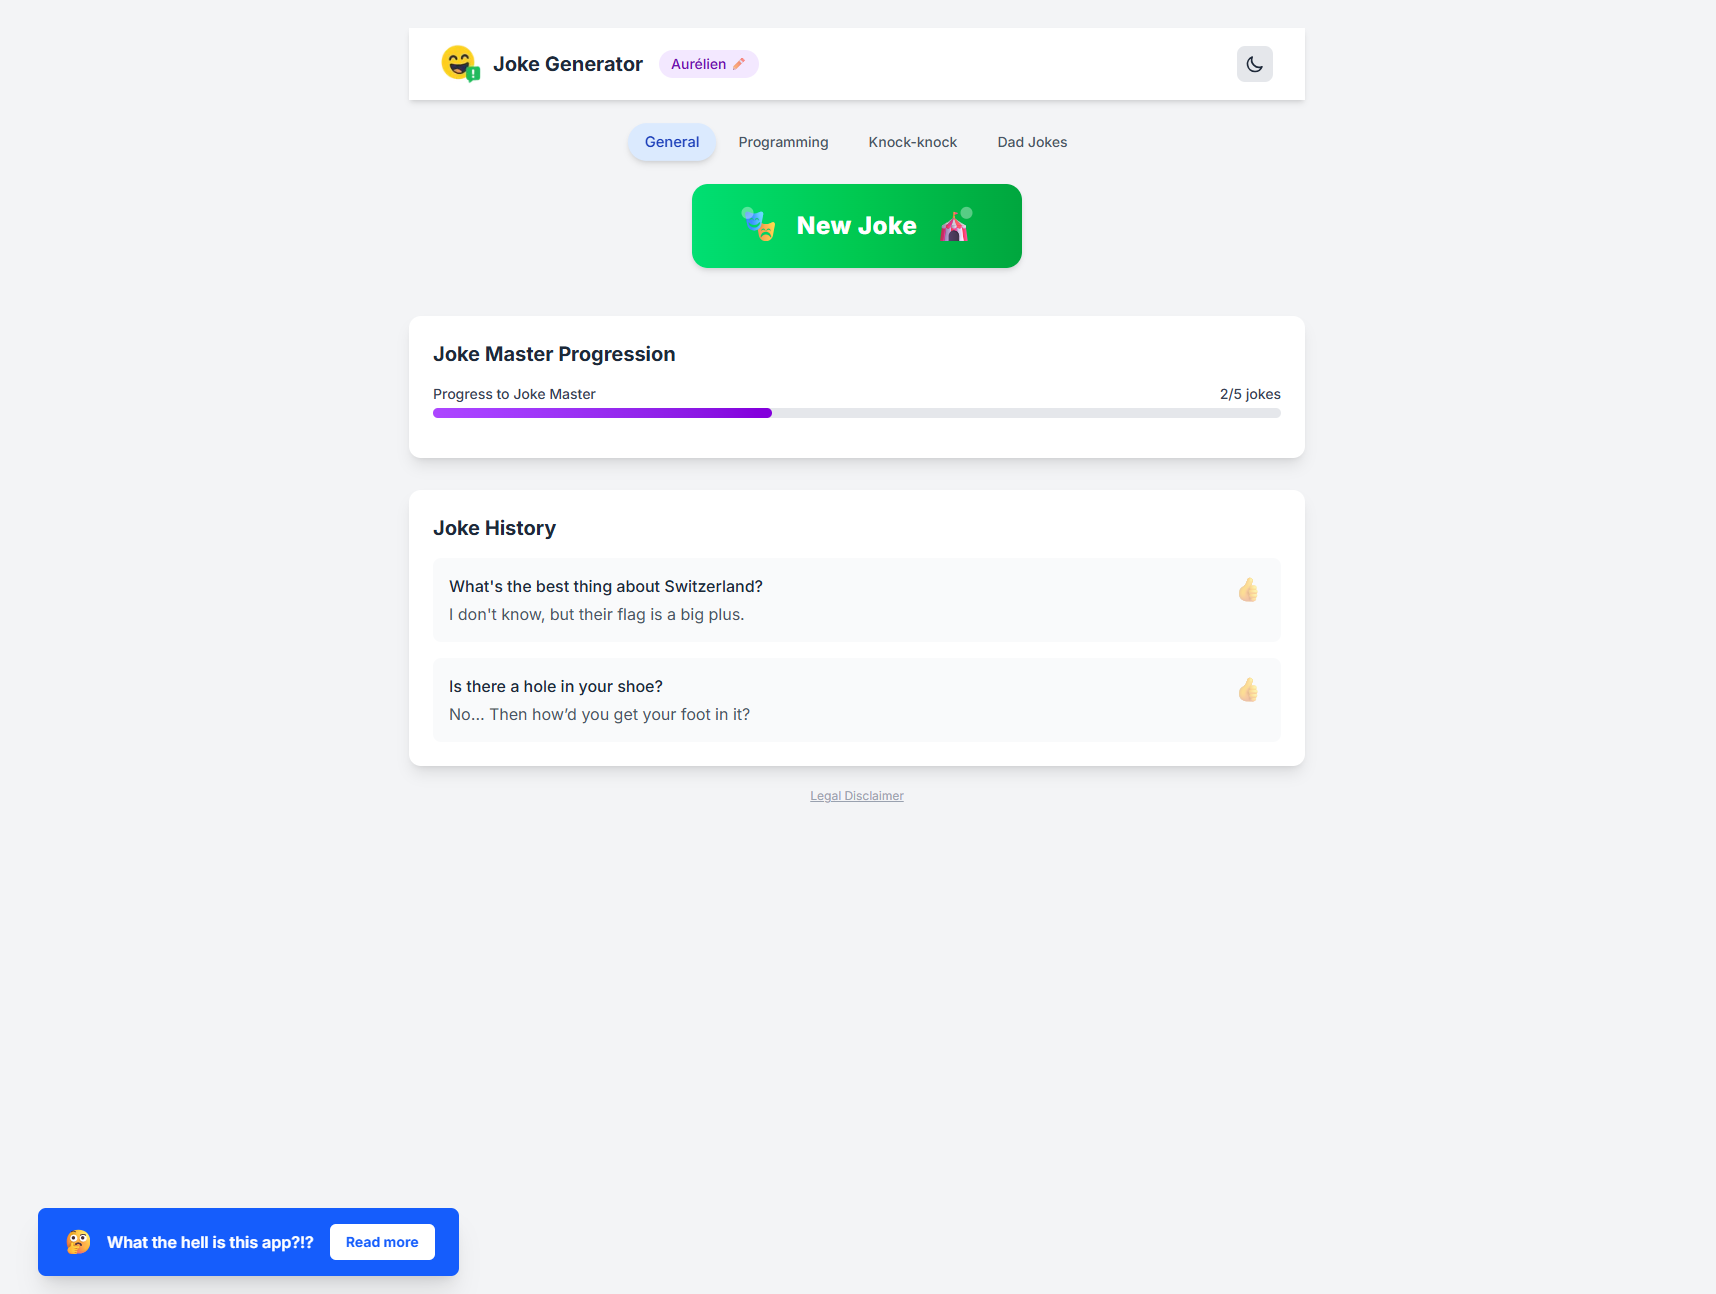 Joke Generator
Aurélien
General
Programming
Knock-knock
Dad Jokes
New Joke
Joke Master Progression
Progress to Joke Master
2/5 jokes
Joke History
What's the best thing about Switzerland?
I don't know, but their flag is a big plus.
Is there a hole in your shoe?
No… Then how’d you get your foot in it?
Legal Disclaimer
What the hell is this app?!?
Read more